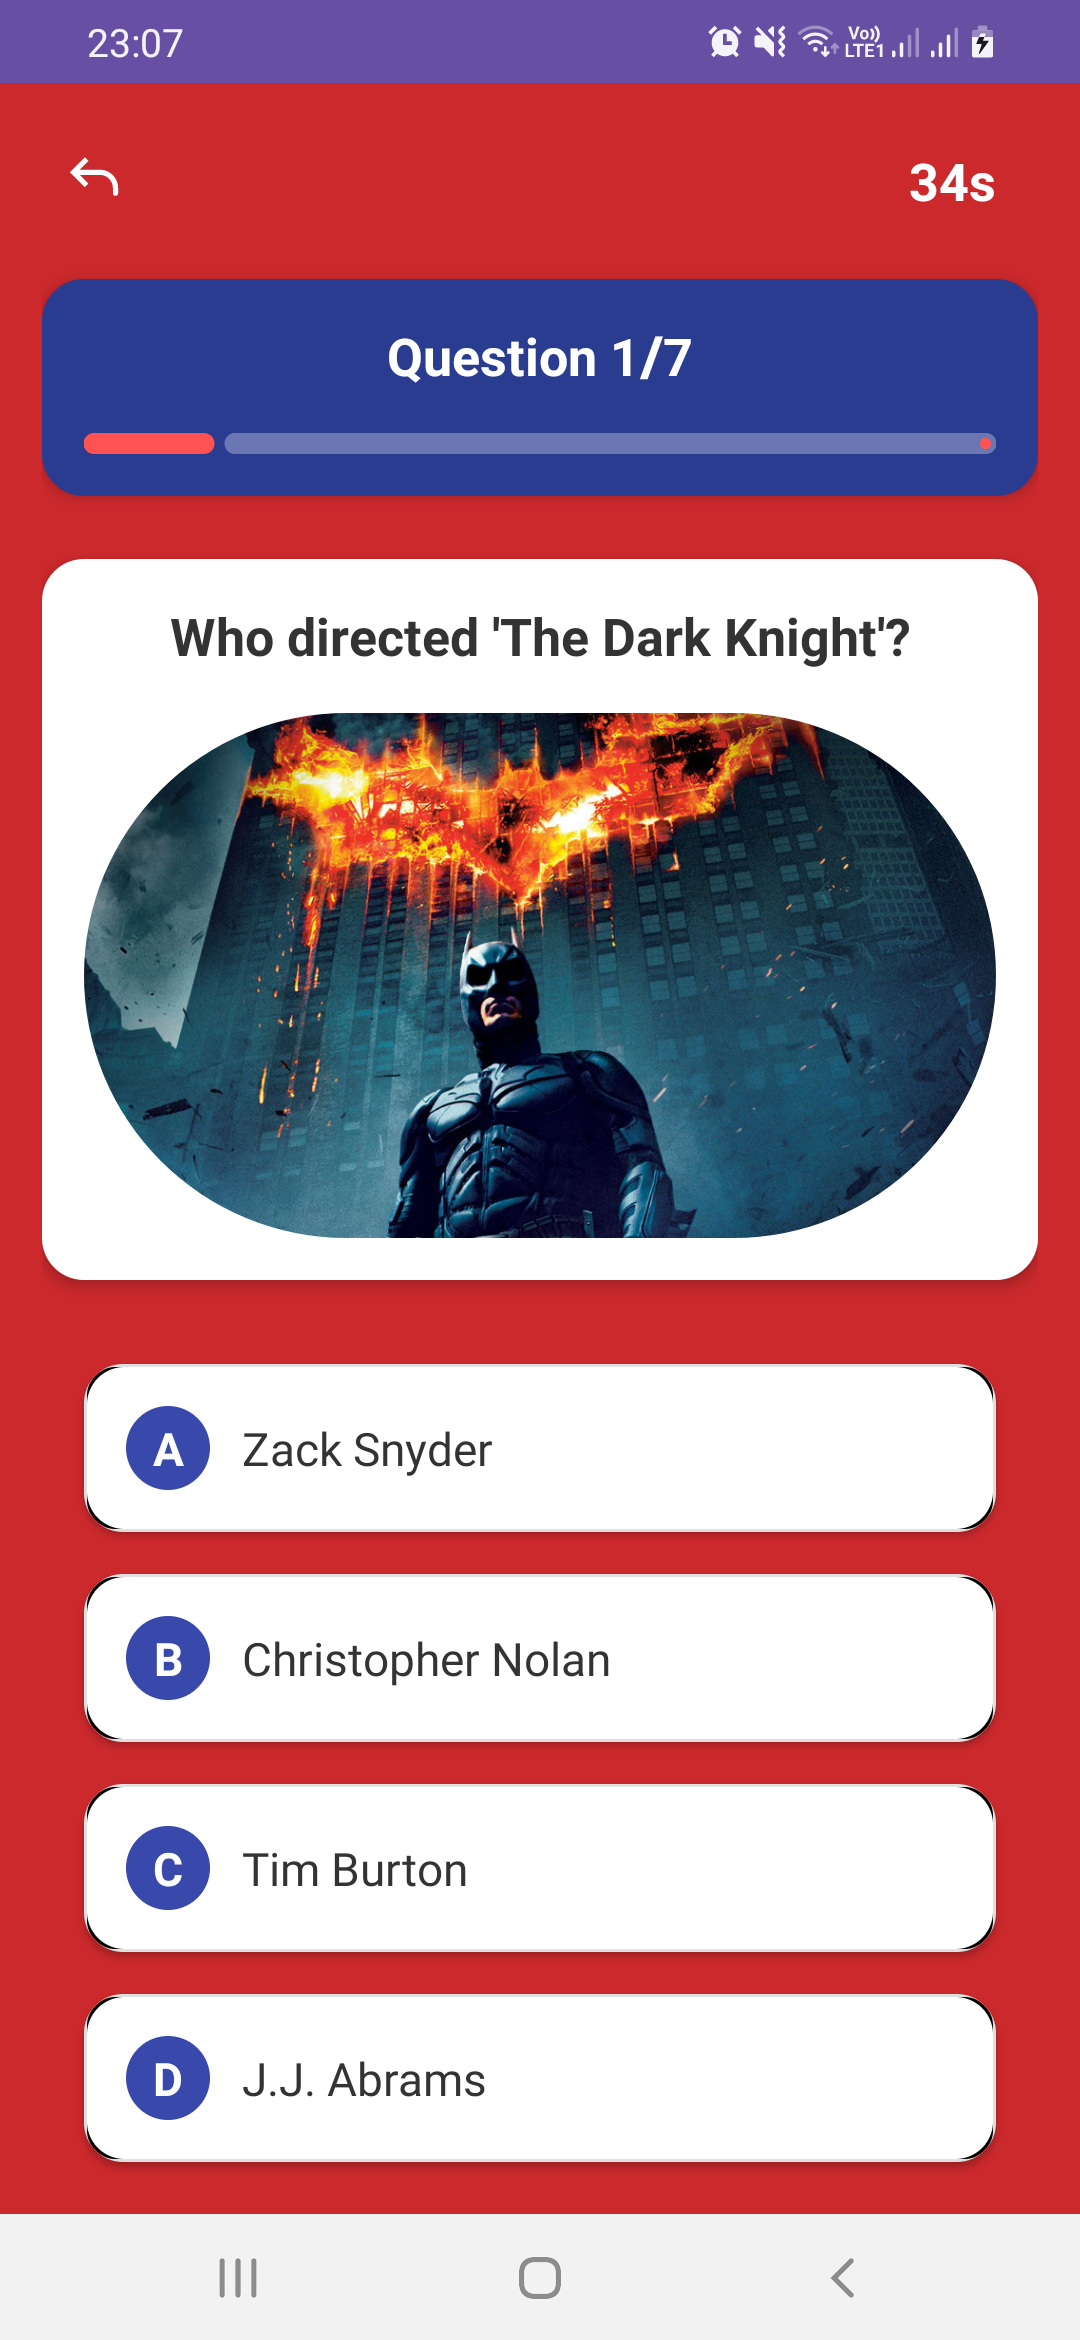 23:07
Vo))
LTE1
34s
Question 1/7
Who directed 'The Dark Knight'?
A Zack Snyder
B Christopher Nolan
C Tim Burton
D J.J. Abrams